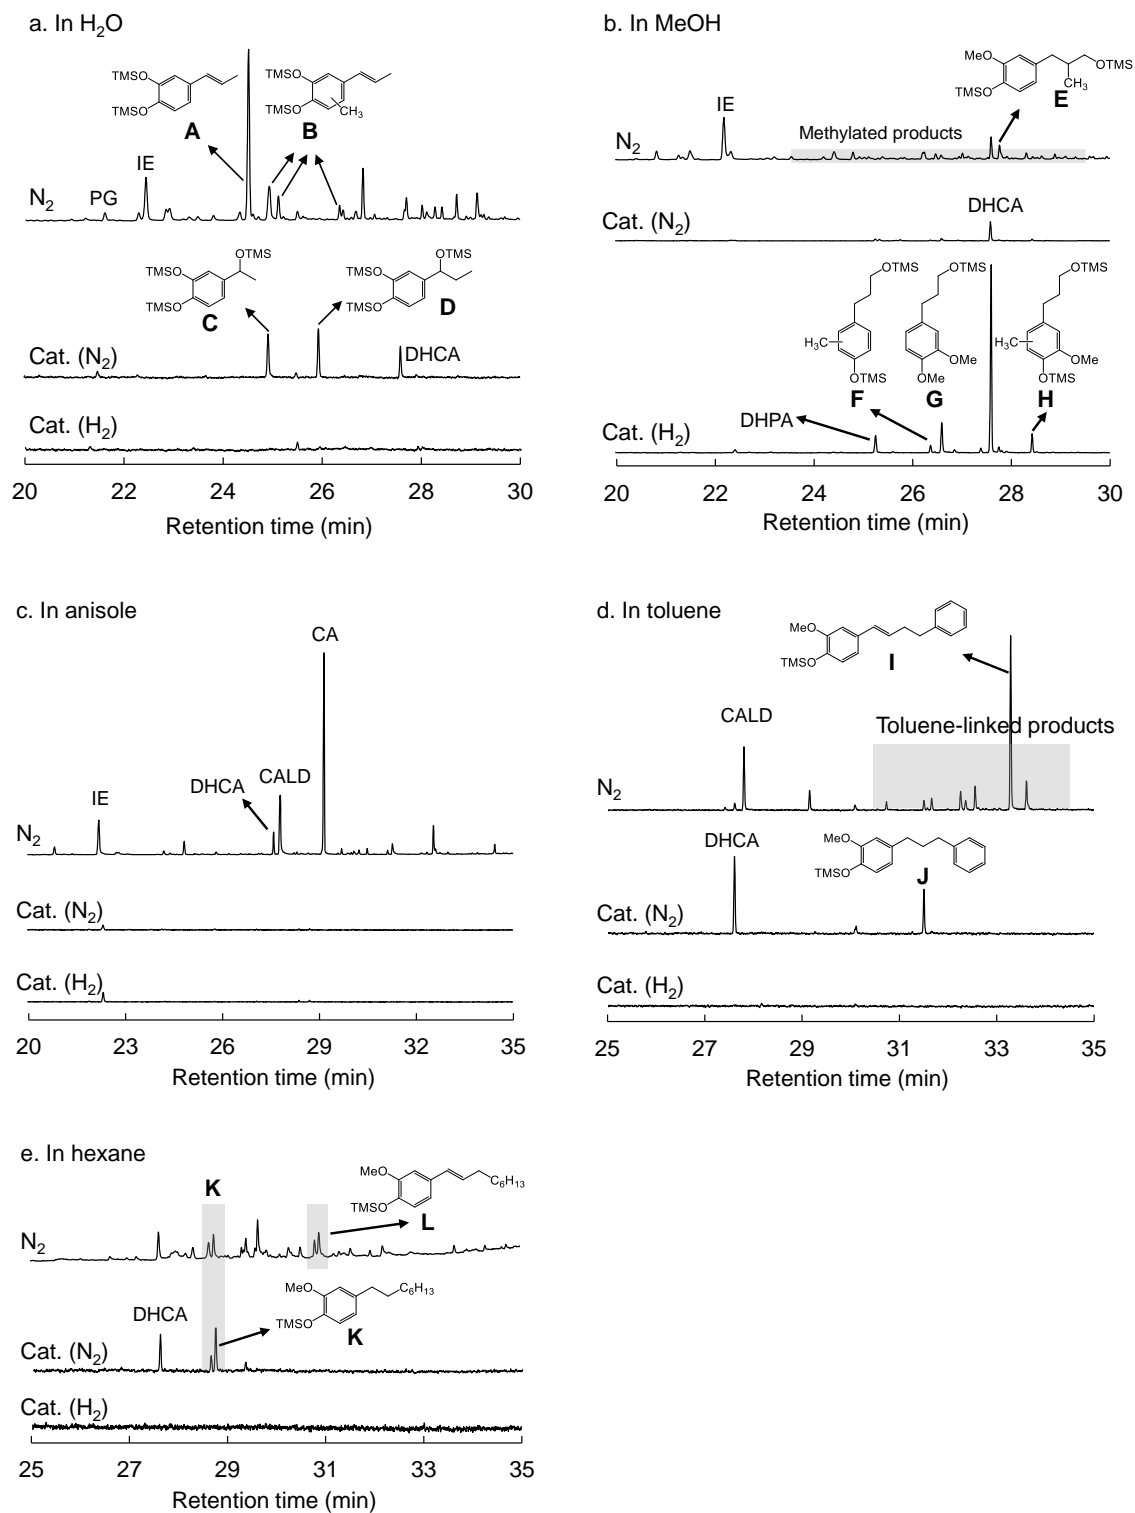 a. In H₂O
TMSO
TMSO
A
TMSO
TMSO
CH₃
B
N₂
PG
IE
OTMS
TMSO
TMSO
C
OTMS
TMSO
TMSO
D
Cat. (N₂)
DHCA
Cat. (H₂)
20 22 24 26 28 30
Retention time (min)
b. In MeOH
MeO
OTMS
TMSO
CH₃
E
IE
N₂
Methylated products
Cat. (N₂)
DHCA
OTMS
H₃C
OTMS
F
OTMS
OMe
OMe
G
OTMS
H₃C
OMe
OTMS
H
DHPA
Cat. (H₂)
20 22 24 26 28 30
Retention time (min)
c. In anisole
CA
CALD
DHCA
IE
N₂
Cat. (N₂)
Cat. (H₂)
20 23 26 29 32 35
Retention time (min)
d. In toluene
MeO
TMSO
I
CALD
Toluene-linked products
N₂
DHCA
MeO
TMSO
J
Cat. (N₂)
Cat. (H₂)
25 27 29 31 33 35
Retention time (min)
e. In hexane
K
MeO
C₆H₁₃
TMSO
L
N₂
DHCA
MeO
C₆H₁₃
TMSO
K
Cat. (N₂)
Cat. (H₂)
25 27 29 31 33 35
Retention time (min)